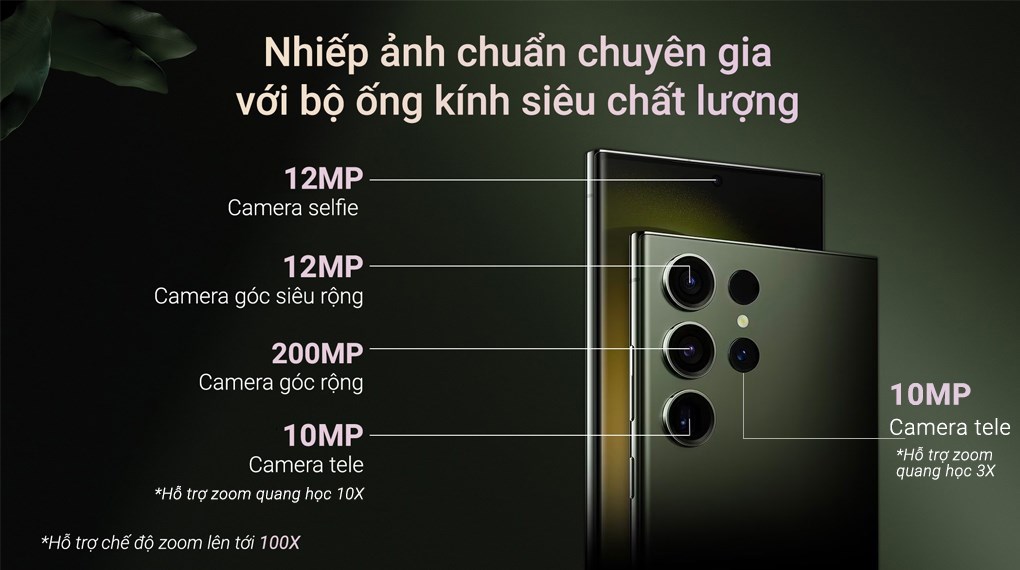 Nhiếp ảnh chuẩn chuyên gia
với bộ ống kính siêu chất lượng
12MP
Camera selfie
12MP
Camera góc siêu rộng
200MP
Camera góc rộng
10MP
Camera tele
*Hỗ trợ zoom quang học 10X
10MP
Camera tele
*Hỗ trợ zoom
quang học 3X
*Hỗ trợ chế độ zoom lên tới 100X